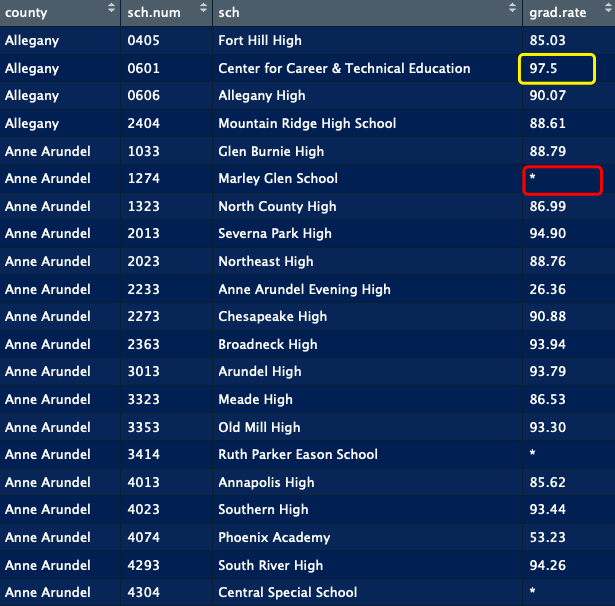 county sch.num sch grad.rate
Allegany 0405 Fort Hill High 85.03
Allegany 0601 Center for Career & Technical Education 97.5
Allegany 0606 Allegany High 90.07
Allegany 2404 Mountain Ridge High School 88.61
Anne Arundel 1033 Glen Burnie High 88.79
Anne Arundel 1274 Marley Glen School *
Anne Arundel 1323 North County High 86.99
Anne Arundel 2013 Severna Park High 94.90
Anne Arundel 2023 Northeast High 88.76
Anne Arundel 2233 Anne Arundel Evening High 26.36
Anne Arundel 2273 Chesapeake High 90.88
Anne Arundel 2363 Broadneck High 93.94
Anne Arundel 3013 Arundel High 93.79
Anne Arundel 3323 Meade High 86.53
Anne Arundel 3353 Old Mill High 93.30
Anne Arundel 3414 Ruth Parker Eason School *
Anne Arundel 4013 Annapolis High 85.62
Anne Arundel 4023 Southern High 93.44
Anne Arundel 4074 Phoenix Academy 53.23
Anne Arundel 4293 South River High 94.26
Anne Arundel 4304 Central Special School *